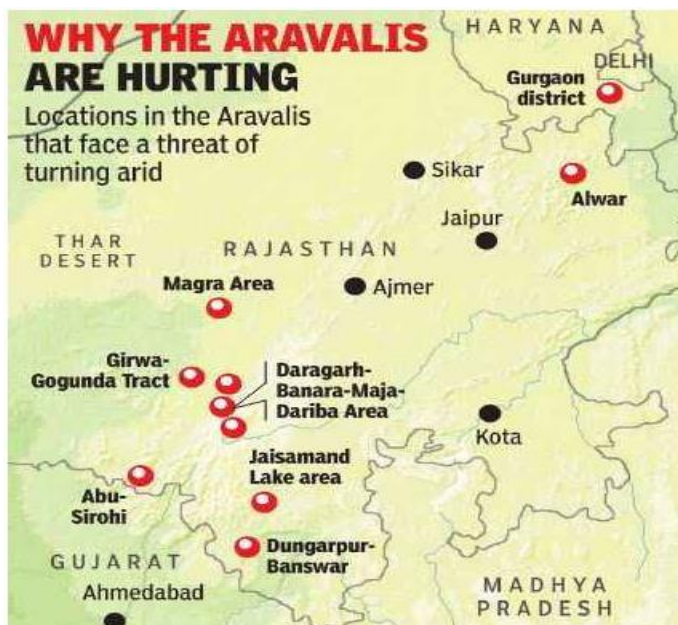 WHY THE ARAVALIS
ARE HURTING
Locations in the Aravalis
that face a threat of
turning arid
HARYANA
DELHI
Gurgaon
district
Sikar
Alwar
Jaipur
THAR
DESERT
RAJASTHAN
Magra Area
Ajmer
Girwa-
Gogunda Tract
Daragarh-
Banara-Maja-
Dariba Area
Kota
Jaisamand
Lake area
Abu-
Sirohi
Dungarpur-
Banswar
GUJARAT
Ahmedabad
MADHYA
PRADESH